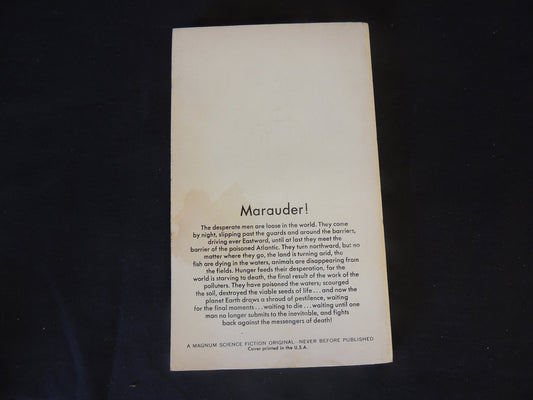 Marauder!
The desperate men are loose in the world. They come
by night, slipping past the guards and around the barriers,
driving ever Eastward, until at last they meet the
barrier of the poisoned Atlantic. They turn northward, but no
matter where they go, the land is turning arid, the
fish are dying in the waters, animals are disappearing from
the fields. Hunger feeds their desperation, for the
world is starving to death, the final result of the work of the
polluters. They have poisoned the waters; scourged
the soil, destroyed the viable seeds of life . . . and now the
planet Earth draws a shroud of pestilence, waiting
for the final moments . . . waiting to die . . . waiting until one
man no longer submits to the inevitable, and fights
back against the messengers of death!
A MAGNUM SCIENCE FICTION ORIGINAL—NEVER BEFORE PUBLISHED
Cover printed in the U.S.A.